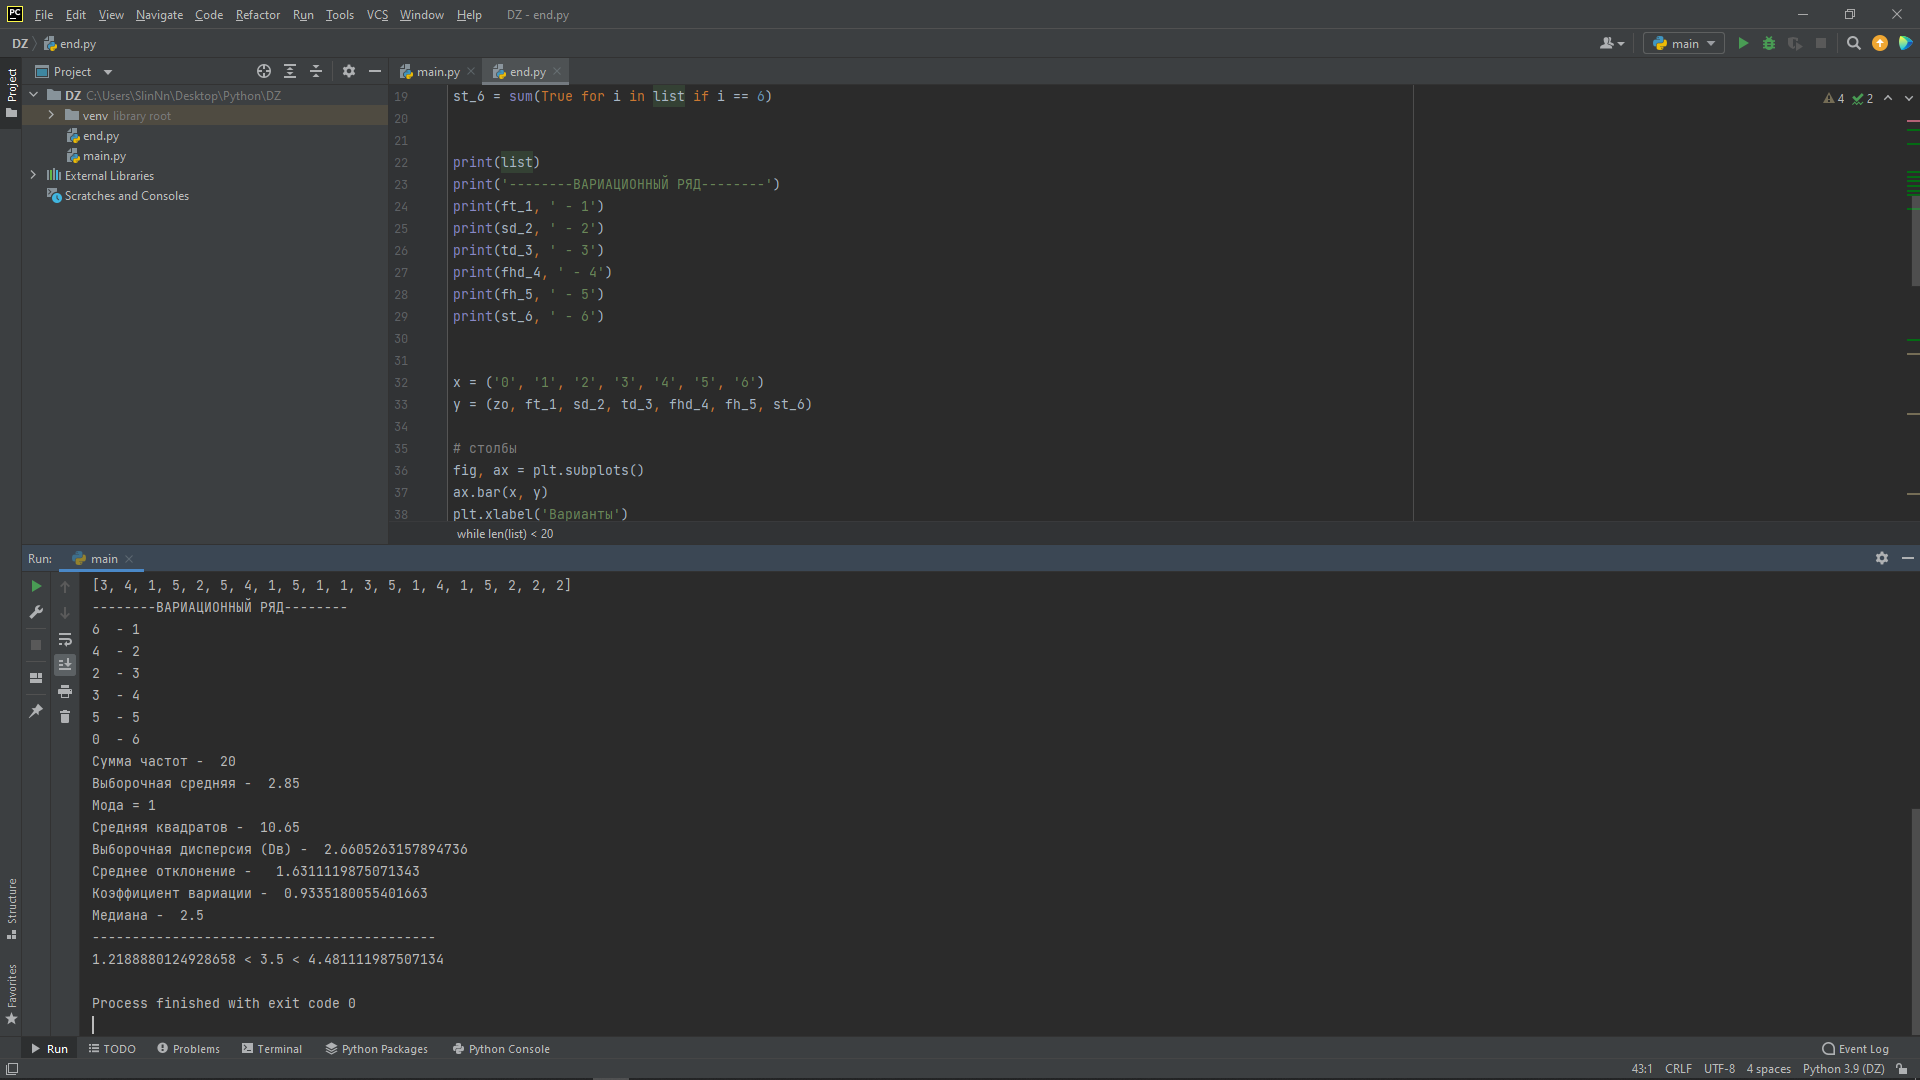 PC File Edit View Navigate Code Refactor Run Tools VCS Window Help DZ - end.py
DZ end.py main
Project
main.py end.py
DZ C:\Users\SlinNn\Desktop\Python\DZ
venv library root
end.py
main.py
External Libraries
Scratches and Consoles
Project
4 2
19 st_6 = sum(True for i in list if i == 6)
20
21
22 print(list)
23 print('--------ВАРИАЦИОННЫЙ РЯД--------')
24 print(ft_1, ' - 1')
25 print(sd_2, ' - 2')
26 print(td_3, ' - 3')
27 print(fhd_4, ' - 4')
28 print(fh_5, ' - 5')
29 print(st_6, ' - 6')
30
31
32 x = ('0', '1', '2', '3', '4', '5', '6')
33 y = (zo, ft_1, sd_2, td_3, fhd_4, fh_5, st_6)
34
35 # столбы
36 fig, ax = plt.subplots()
37 ax.bar(x, y)
38 plt.xlabel('Варианты')
while len(list) < 20
Run: main
[3, 4, 1, 5, 2, 5, 4, 1, 5, 1, 1, 3, 5, 1, 4, 1, 5, 2, 2, 2]
--------ВАРИАЦИОННЫЙ РЯД--------
6  - 1
4  - 2
2  - 3
3  - 4
5  - 5
0  - 6
Сумма частот -  20
Выборочная средняя -  2.85
Мода = 1
Средняя квадратов -  10.65
Выборочная дисперсия (Dв) -  2.6605263157894736
Среднее отклонение -   1.6311119875071343
Коэффициент вариации -  0.9335180055401663
Медиана -  2.5
-------------------------------------------
1.2188880124928658 < 3.5 < 4.481111987507134
Process finished with exit code 0
Structure
Favorites
Run TODO Problems Terminal Python Packages Python Console Event Log
43:1 CRLF UTF-8 4 spaces Python 3.9 (DZ)